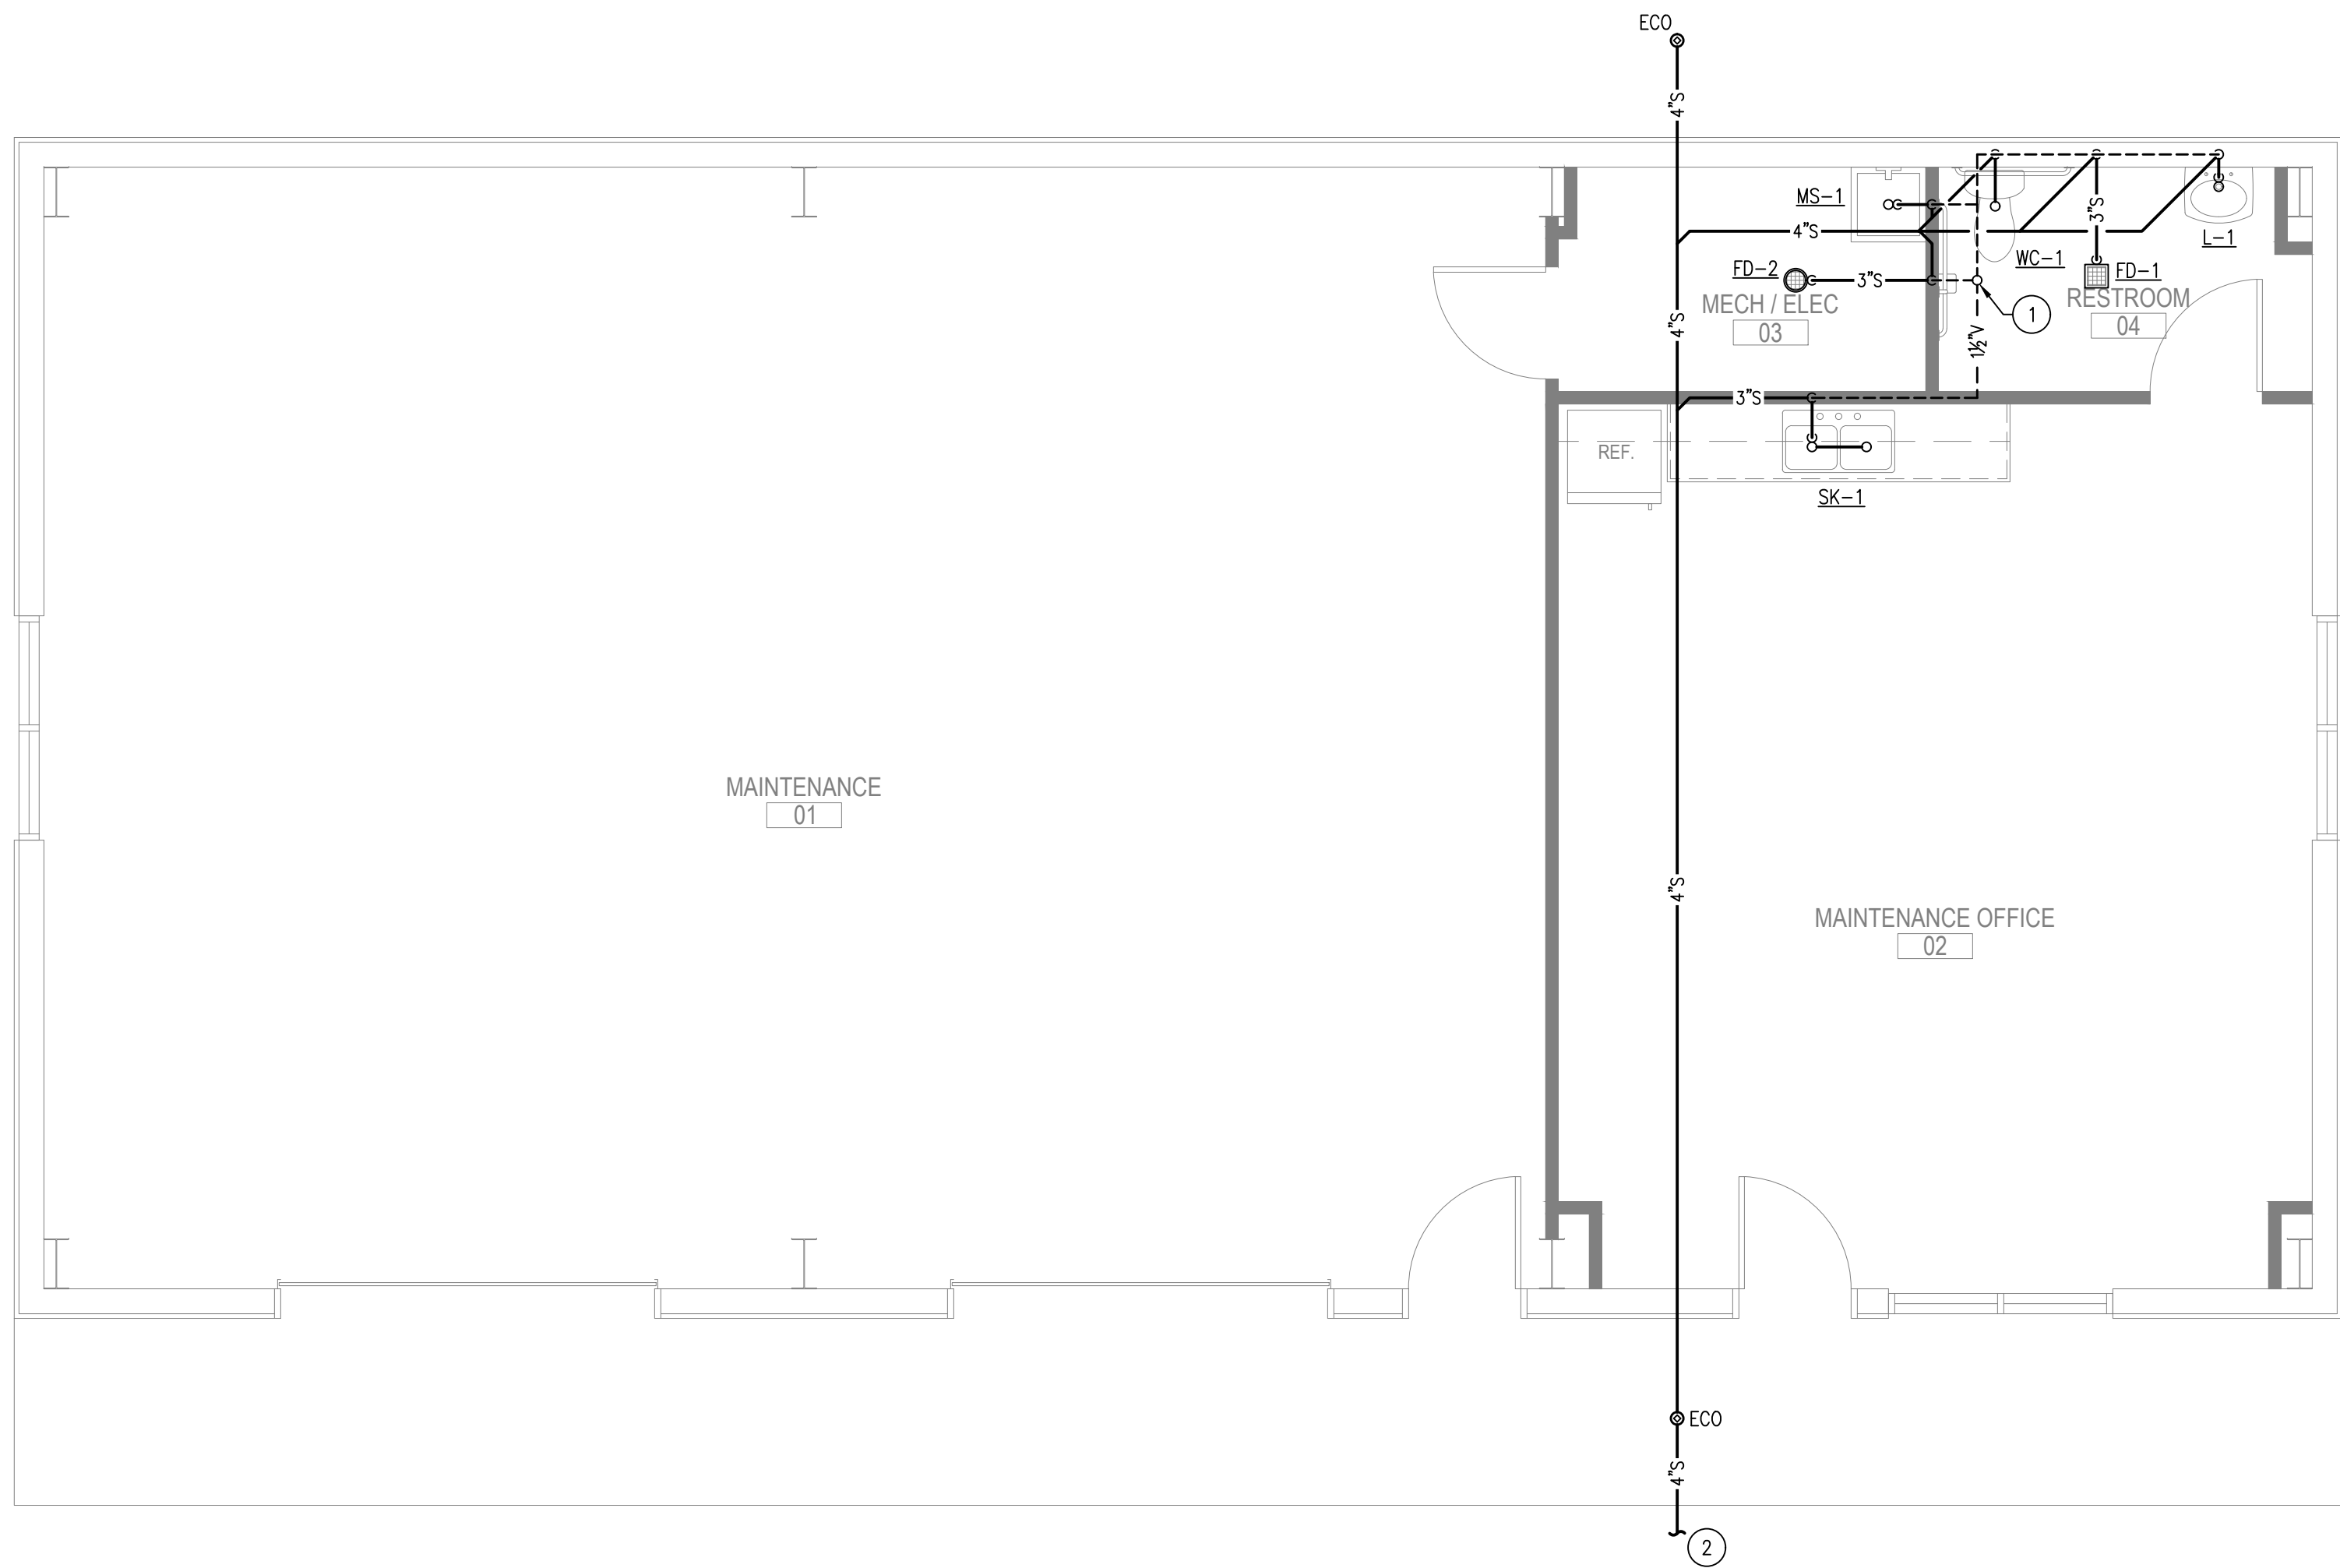 ECO
4"S
MS-1
4"S
3"S
L-1
WC-1
FD-2
3"S
FD-1
MECH / ELEC
03
RESTROOM
04
1
4"S
1½"V
3"S
REF.
SK-1
MAINTENANCE
01
4"S
MAINTENANCE OFFICE
02
ECO
4"S
2